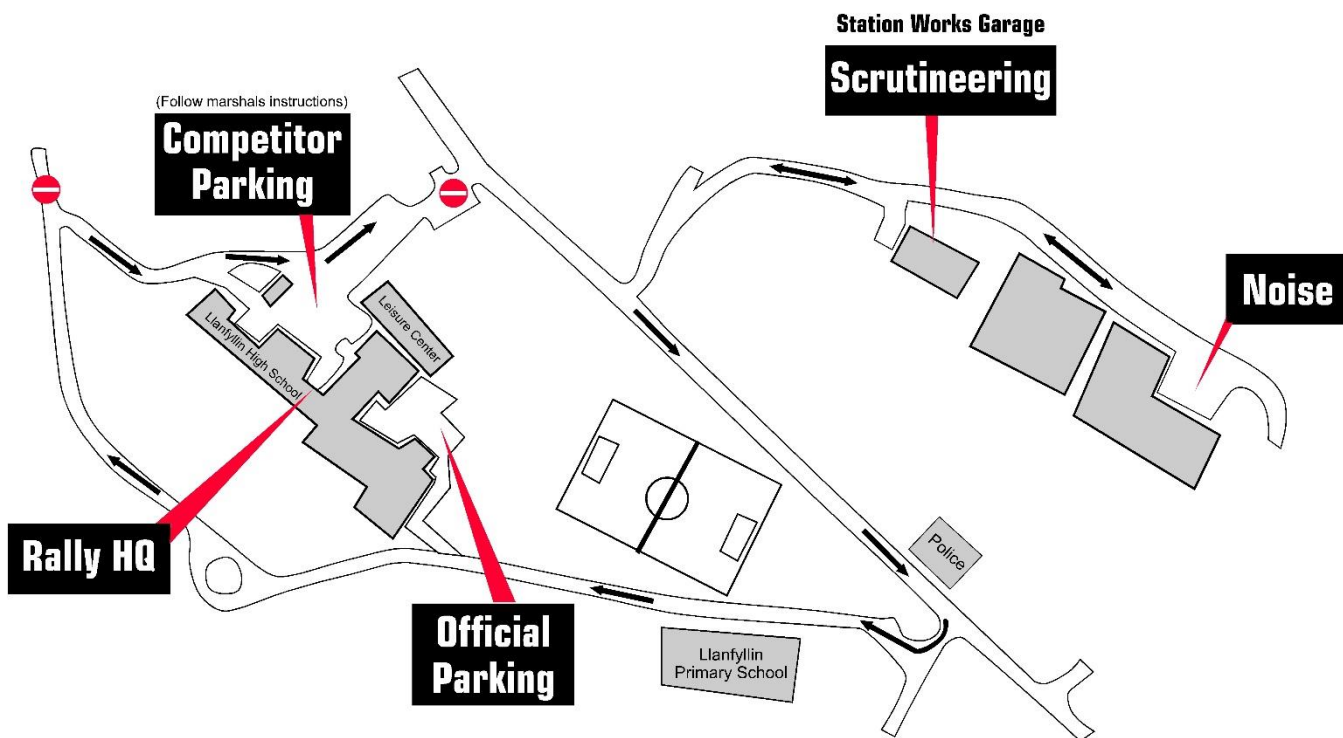 Station Works Garage
Scrutineering
(Follow marshals instructions)
Competitor
Parking
Noise
Leisure Center
Llanfyllin High School
Rally HQ
Police
Official
Parking
Llanfyllin
Primary School